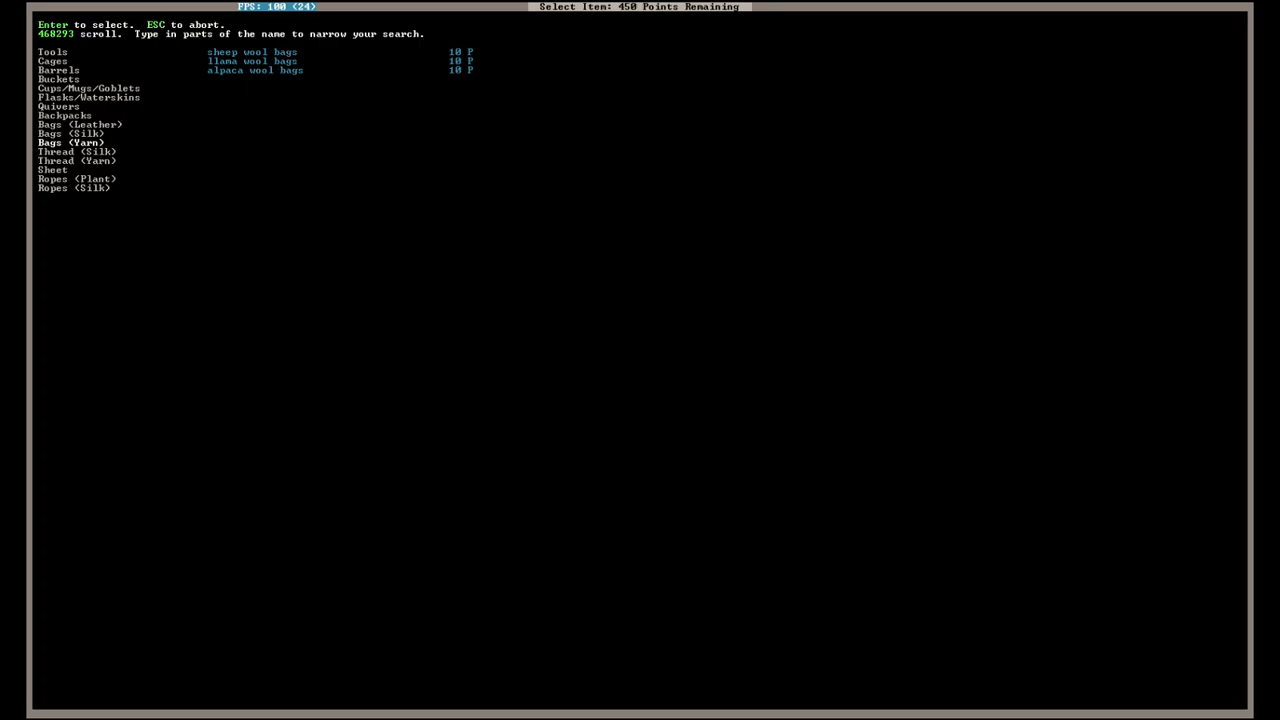 FPS: 100 (24)
Select Item: 450 Points Remaining
Enter to select.  ESC to abort.
468293 scroll.  Type in parts of the name to narrow your search.
Tools sheep wool bags 10 P
Cages llama wool bags 10 P
Barrels alpaca wool bags 10 P
Buckets
Cups/Mugs/Goblets
Flasks/Waterskins
Quivers
Backpacks
Bags (Leather)
Bags (Silk)
Bags (Yarn)
Thread (Silk)
Thread (Yarn)
Sheet
Ropes (Plant)
Ropes (Silk)